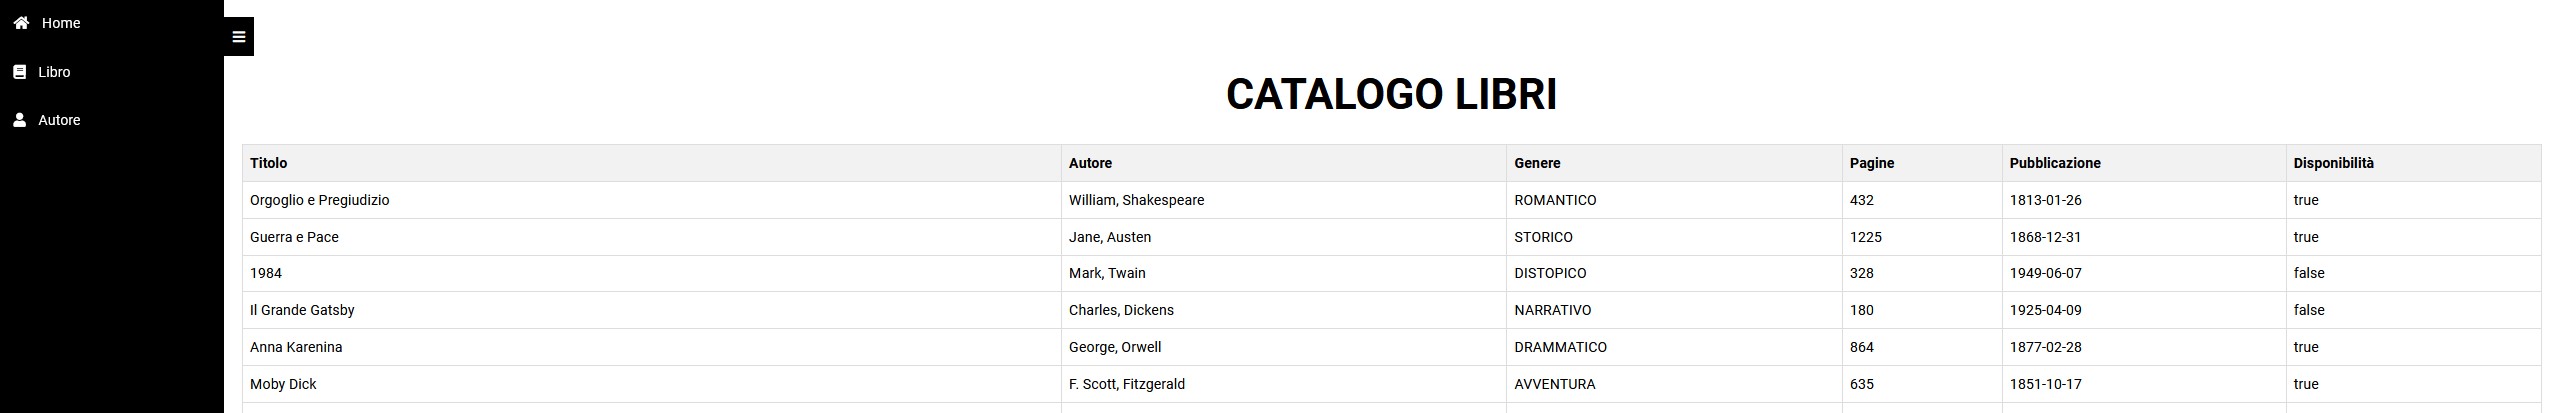 Home
Libro
Autore
CATALOGO LIBRI
Titolo Autore Genere Pagine Pubblicazione Disponibilità
Orgoglio e Pregiudizio William, Shakespeare ROMANTICO 432 1813-01-26 true
Guerra e Pace Jane, Austen STORICO 1225 1868-12-31 true
1984 Mark, Twain DISTOPICO 328 1949-06-07 false
Il Grande Gatsby Charles, Dickens NARRATIVO 180 1925-04-09 false
Anna Karenina George, Orwell DRAMMATICO 864 1877-02-28 true
Moby Dick F. Scott, Fitzgerald AVVENTURA 635 1851-10-17 true